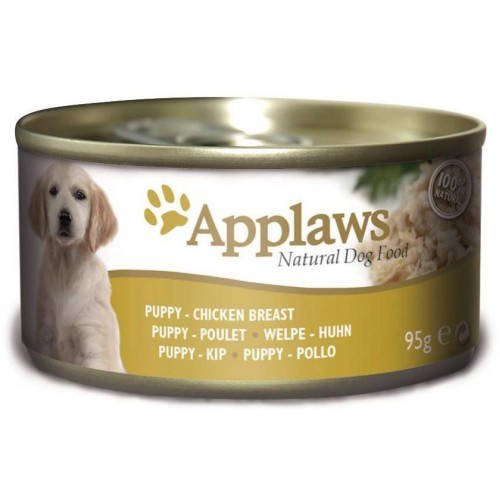 100%
NATURAL
Applaws
Natural Dog Food
PUPPY - CHICKEN BREAST
PUPPY - POULET • WELPE - HUHN
PUPPY - KIP • PUPPY - POLLO
95g e